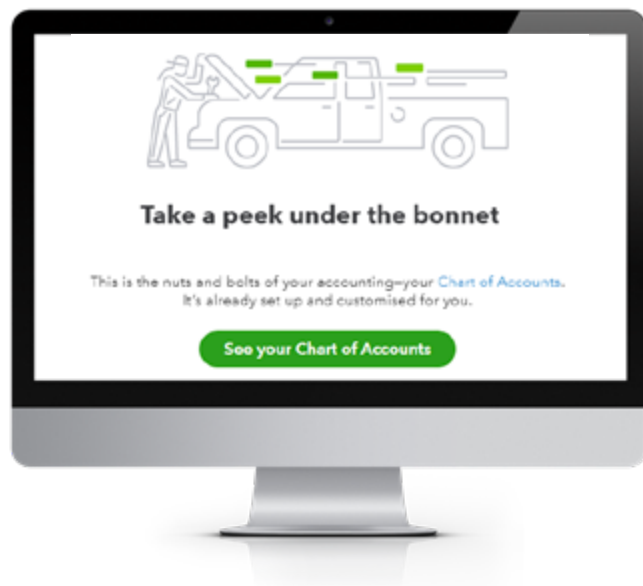 Take a peek under the bonnet
This is the nuts and bolts of your accounting—your Chart of Accounts.
It's already set up and customised for you.
See your Chart of Accounts